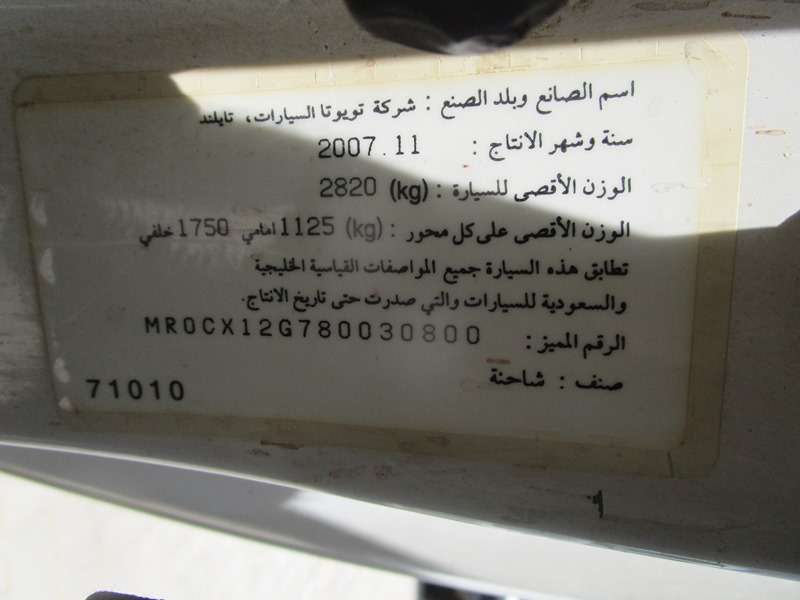 اسم الصانع وبلد الصنع : شركة تويوتا السيارات، تايلند
سنة وشهر الانتاج : 2007.11
الوزن الأقصى للسيارة : (kg) 2820
الوزن الأقصى على كل محور : (kg) 1125 امامي 1750 خلفي
تطابق هذه السيارة جميع المواصفات القياسية الخليجية
والسعودية للسيارات والتي صدرت حتى تاريخ الانتاج.
الرقم المميز : MR0CX12G780030800
صنف : شاحنة
71010